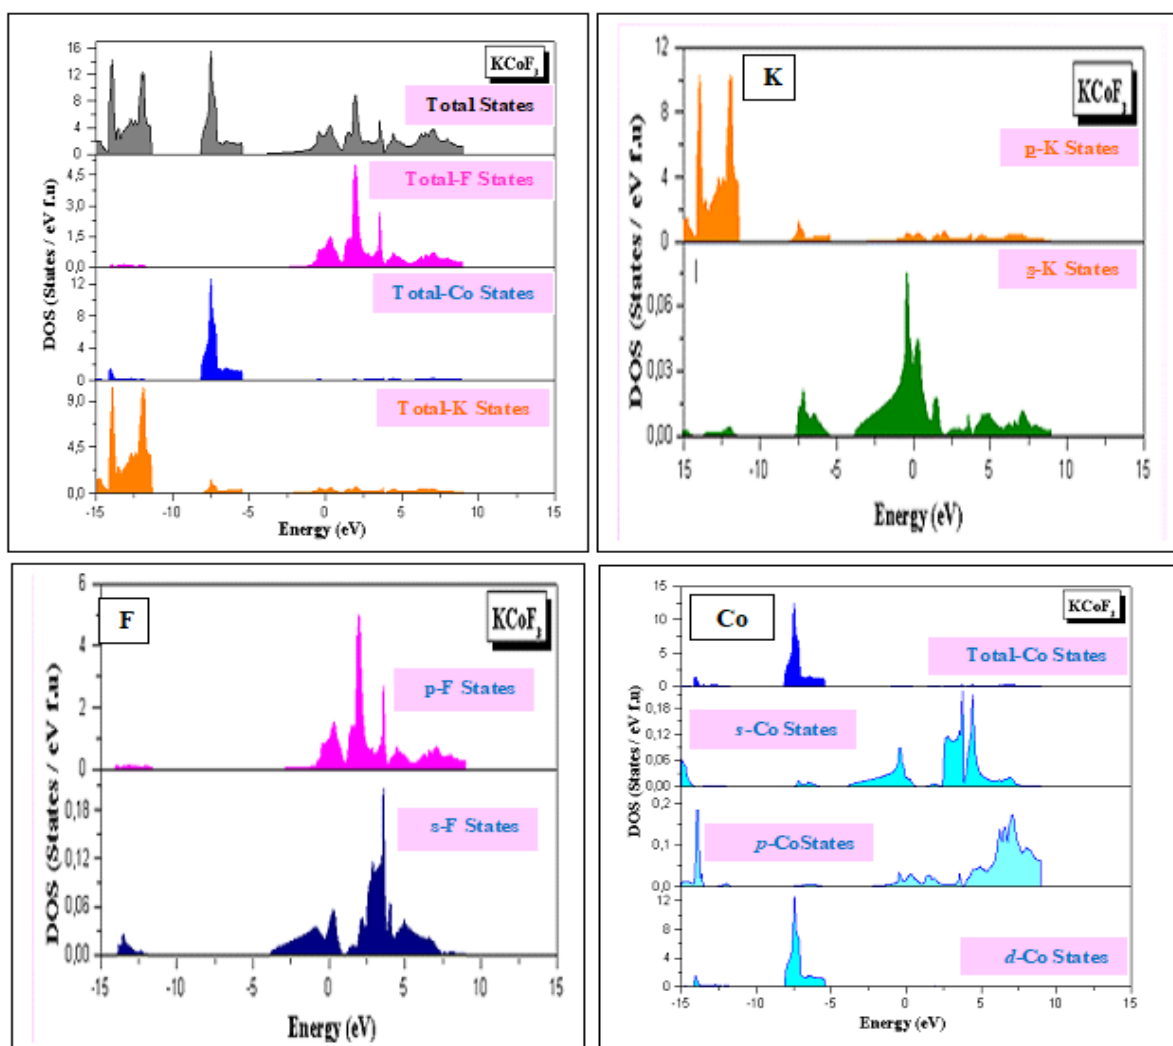 KCoF3
Total States
Total-F States
Total-Co States
Total-K States
DOS (States / eV f.u)
16
12
8
4
0
4,5
3,0
1,5
0,0
12
8
4
0
9,0
4,5
0,0
-15 -10 -5 0 5 10 15
Energy (eV)
K
KCoF3
p-K States
s-K States
DOS (States / eV f.u)
12
8
4
0
0,06
0,03
0,00
15 -10 -5 0 5 10 15
Energy (eV)
F
KCoF3
p-F States
s-F States
DOS (States / eV f.u)
6
4
2
0
0,18
0,12
0,06
0,00
-15 -10 -5 0 5 10 15
Energy (eV)
Co
KCoF3
Total-Co States
s-Co States
p-CoStates
d-Co States
DOS (States / eV f.u)
15
10
5
0
0,18
0,12
0,06
0,00
0,2
0,1
0,0
12
8
4
0
-15 -10 -5 0 5 10 15
Energy (eV)